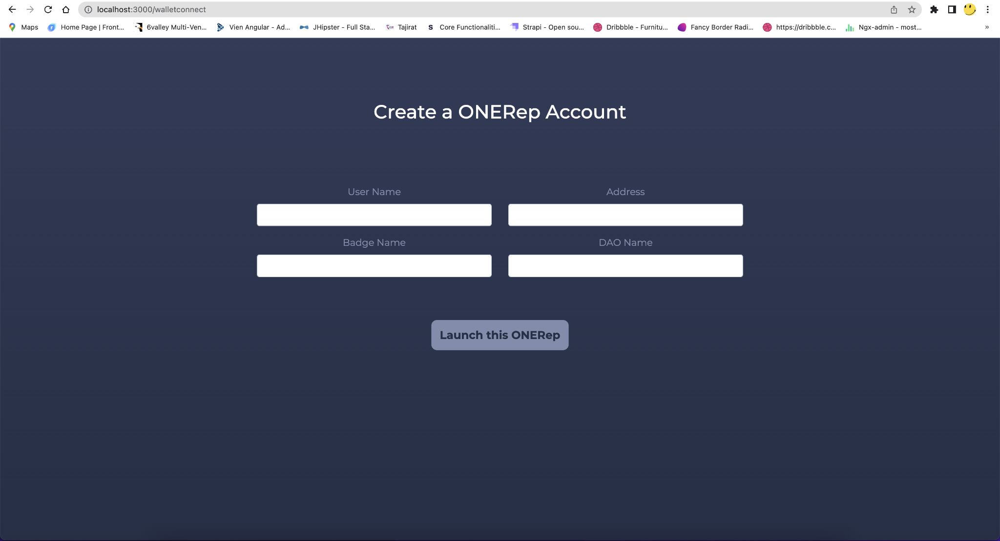 localhost:3000/walletconnect
Maps Home Page | Front... 6valley Multi-Ven... Vien Angular - Ad... JHipster - Full Sta... Tajirat S Core Functionaliti... Strapi - Open sou... Dribbble - Furnitu... Fancy Border Radi... https://dribbble.c... Ngx-admin - most... »
Create a ONERep Account
User Name Address
Badge Name DAO Name
Launch this ONERep